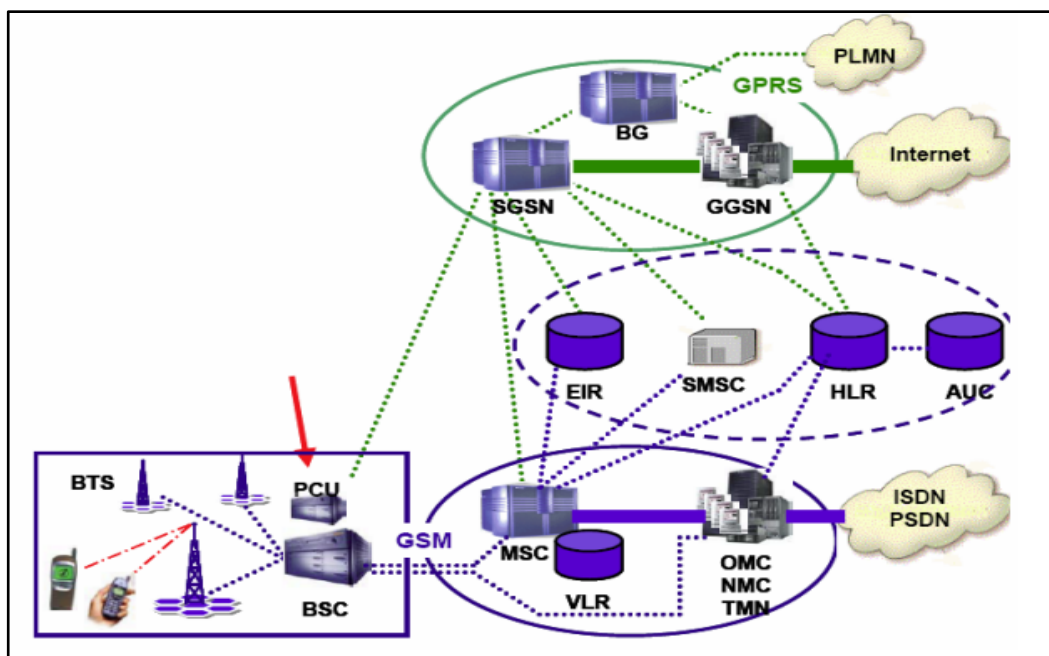 PLMN
GPRS
BG
Internet
SGSN
GGSN
EIR
SMSC
HLR
AUC
BTS
PCU
GSM
BSC
MSC
VLR
OMC
NMC
TMN
ISDN
PSDN